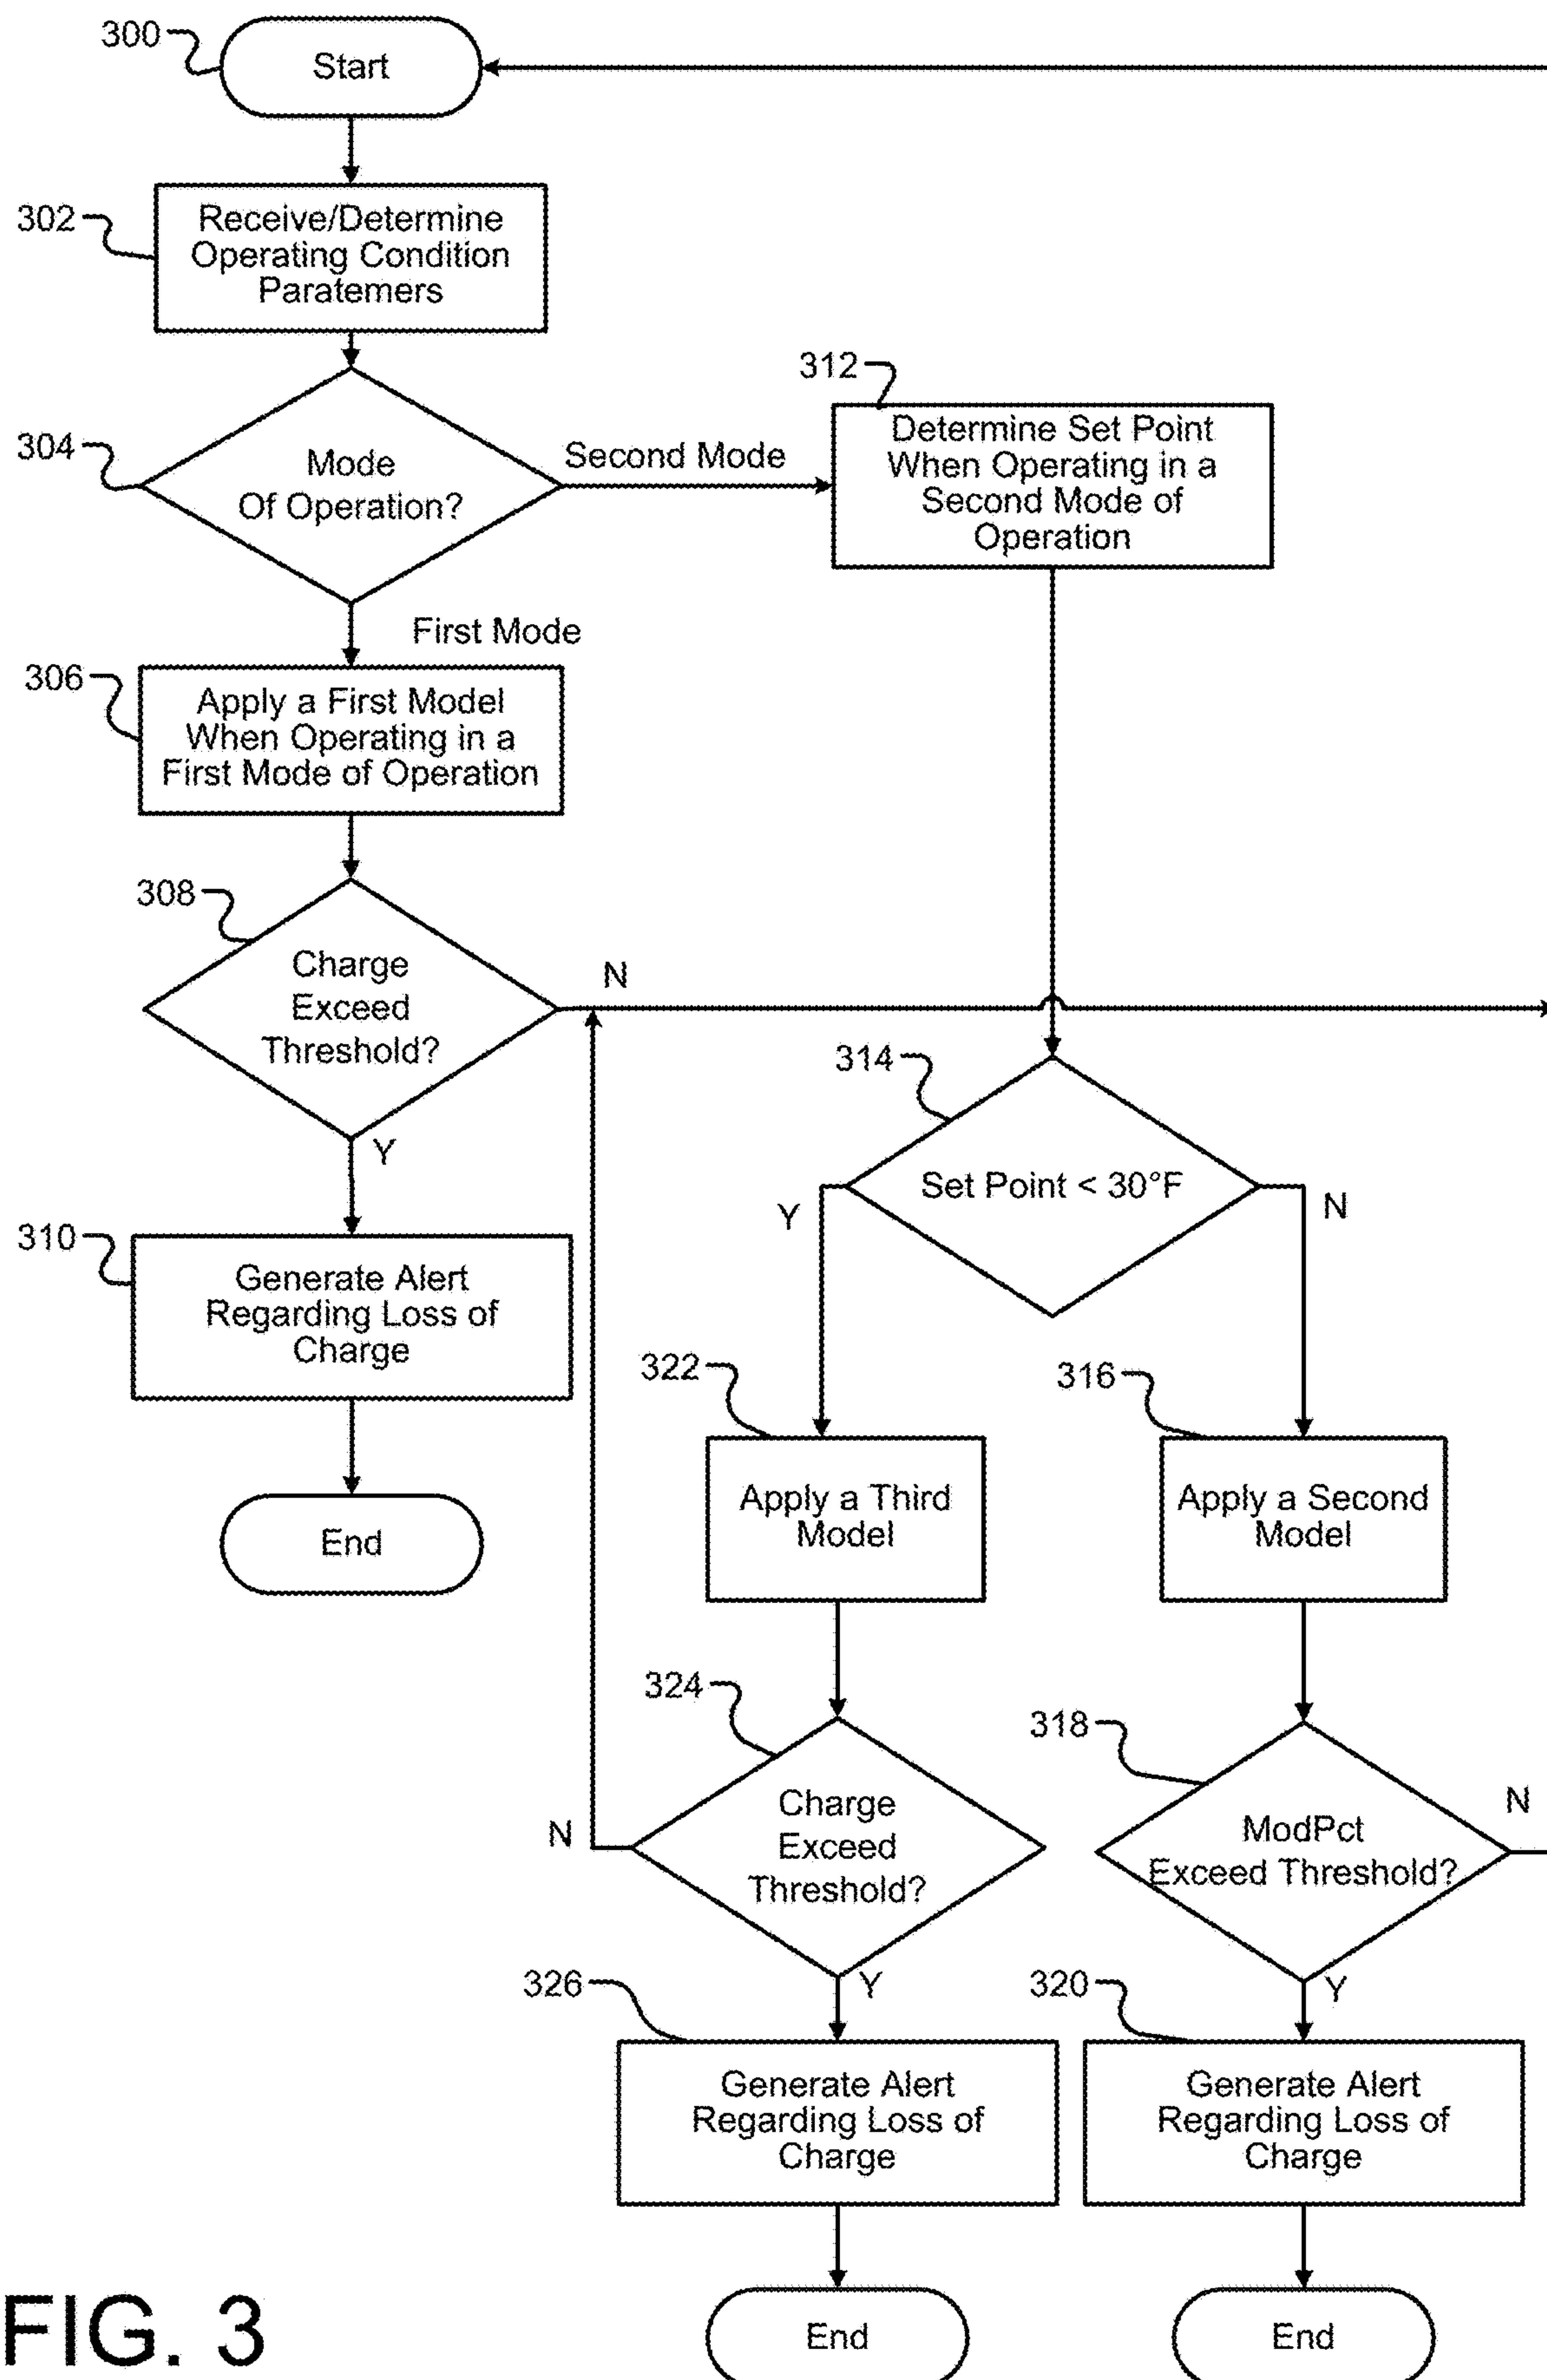 300
Start
302
Receive/Determine
Operating Condition
Paratemers
304
Mode
Of Operation?
Second Mode
312
Determine Set Point
When Operating in a
Second Mode of
Operation
First Mode
306
Apply a First Model
When Operating in a
First Mode of Operation
308
Charge
Exceed
Threshold?
N
Y
310
Generate Alert
Regarding Loss of
Charge
End
314
Set Point < 30°F
Y
N
322
Apply a Third
Model
316
Apply a Second
Model
324
Charge
Exceed
Threshold?
N
Y
318
ModPct
Exceed Threshold?
N
Y
326
Generate Alert
Regarding Loss of
Charge
End
320
Generate Alert
Regarding Loss of
Charge
End
FIG. 3